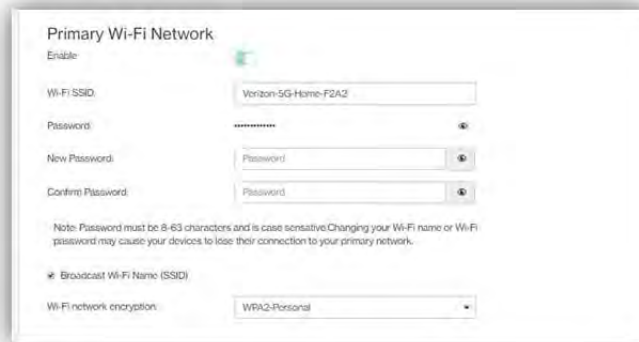 Primary Wi-Fi Network
Enable
Wi-Fi SSID:
Verizon-5G-Home-F2A2
Password:
•••••••••••••
New Password:
Password
Confirm Password:
Password
Note: Password must be 8-63 characters and is case sensative.Changing your Wi-Fi name or Wi-Fi
password may cause your devices to lose their connection to your primary network.
Broadcast Wi-Fi Name (SSID)
Wi-Fi network encryption:
WPA2-Personal